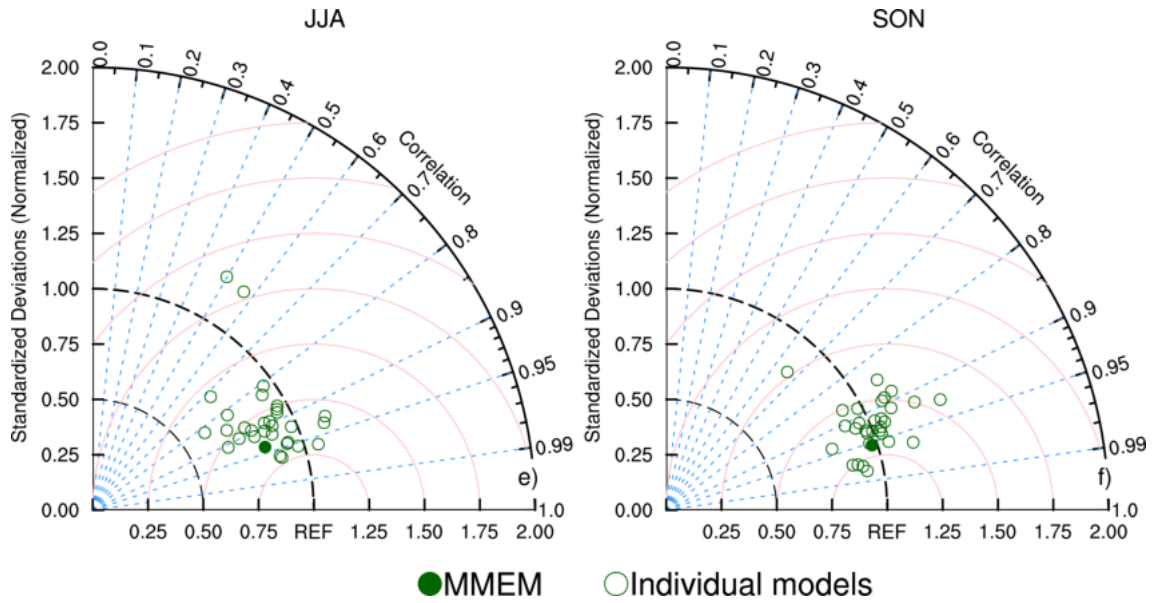 JJA
Standardized Deviations (Normalized)
2.00
1.75
1.50
1.25
1.00
0.75
0.50
0.25
0.00
0.25 0.50 0.75 REF 1.25 1.50 1.75 2.00
0.0 0.1 0.2 0.3 0.4 0.5 0.6 0.7 0.8 0.9 0.95 0.99 1.0
Correlation
e)
SON
Standardized Deviations (Normalized)
2.00
1.75
1.50
1.25
1.00
0.75
0.50
0.25
0.00
0.25 0.50 0.75 REF 1.25 1.50 1.75 2.00
0.0 0.1 0.2 0.3 0.4 0.5 0.6 0.7 0.8 0.9 0.95 0.99 1.0
Correlation
f)
MMEM Individual models